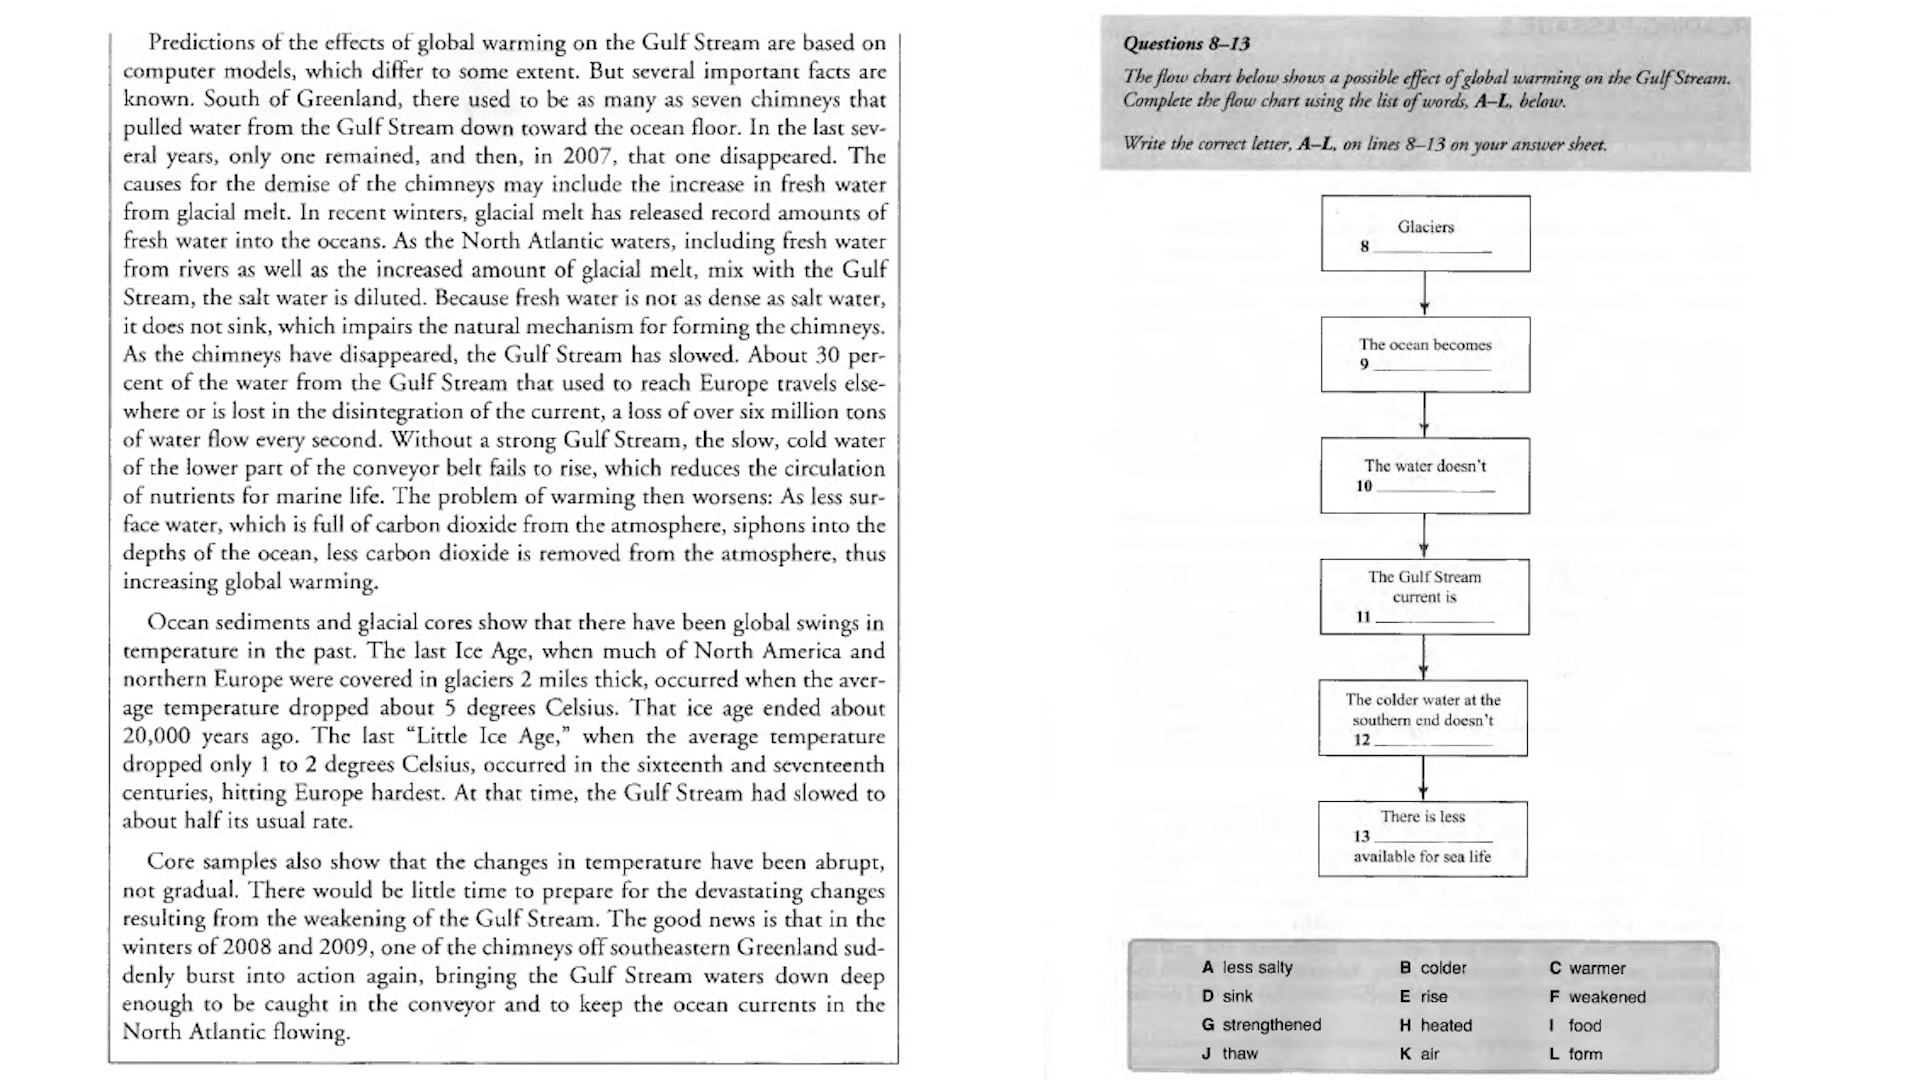 Predictions of the effects of global warming on the Gulf Stream are based on
computer models, which differ to some extent. But several important facts are
known. South of Greenland, there used to be as many as seven chimneys that
pulled water from the Gulf Stream down toward the ocean floor. In the last sev-
eral years, only one remained, and then, in 2007, that one disappeared. The
causes for the demise of the chimneys may include the increase in fresh water
from glacial melt. In recent winters, glacial melt has released record amounts of
fresh water into the oceans. As the North Atlantic waters, including fresh water
from rivers as well as the increased amount of glacial melt, mix with the Gulf
Stream, the salt water is diluted. Because fresh water is not as dense as salt water,
it does not sink, which impairs the natural mechanism for forming the chimneys.
As the chimneys have disappeared, the Gulf Stream has slowed. About 30 per-
cent of the water from the Gulf Stream that used to reach Europe travels else-
where or is lost in the disintegration of the current, a loss of over six million tons
of water flow every second. Without a strong Gulf Stream, the slow, cold water
of the lower part of the conveyor belt fails to rise, which reduces the circulation
of nutrients for marine life. The problem of warming then worsens: As less sur-
face water, which is full of carbon dioxide from the atmosphere, siphons into the
depths of the ocean, less carbon dioxide is removed from the atmosphere, thus
increasing global warming.
Ocean sediments and glacial cores show that there have been global swings in
temperature in the past. The last Ice Age, when much of North America and
northern Europe were covered in glaciers 2 miles thick, occurred when the aver-
age temperature dropped about 5 degrees Celsius. That ice age ended about
20,000 years ago. The last "Little Ice Age," when the average temperature
dropped only 1 to 2 degrees Celsius, occurred in the sixteenth and seventeenth
centuries, hitting Europe hardest. At that time, the Gulf Stream had slowed to
about half its usual rate.
Core samples also show that the changes in temperature have been abrupt,
not gradual. There would be little time to prepare for the devastating changes
resulting from the weakening of the Gulf Stream. The good news is that in the
winters of 2008 and 2009, one of the chimneys off southeastern Greenland sud-
denly burst into action again, bringing the Gulf Stream waters down deep
enough to be caught in the conveyor and to keep the ocean currents in the
North Atlantic flowing.
Questions 8–13
The flow chart below shows a possible effect of global warming on the Gulf Stream.
Complete the flow chart using the list of words, A–L, below.
Write the correct letter, A–L, on lines 8–13 on your answer sheet.
Glaciers
8
The ocean becomes
9
The water doesn't
10
The Gulf Stream
current is
11
The colder water at the
southern end doesn't
12
There is less
13
available for sea life
A less salty B colder C warmer
D sink E rise F weakened
G strengthened H heated I food
J thaw K air L form